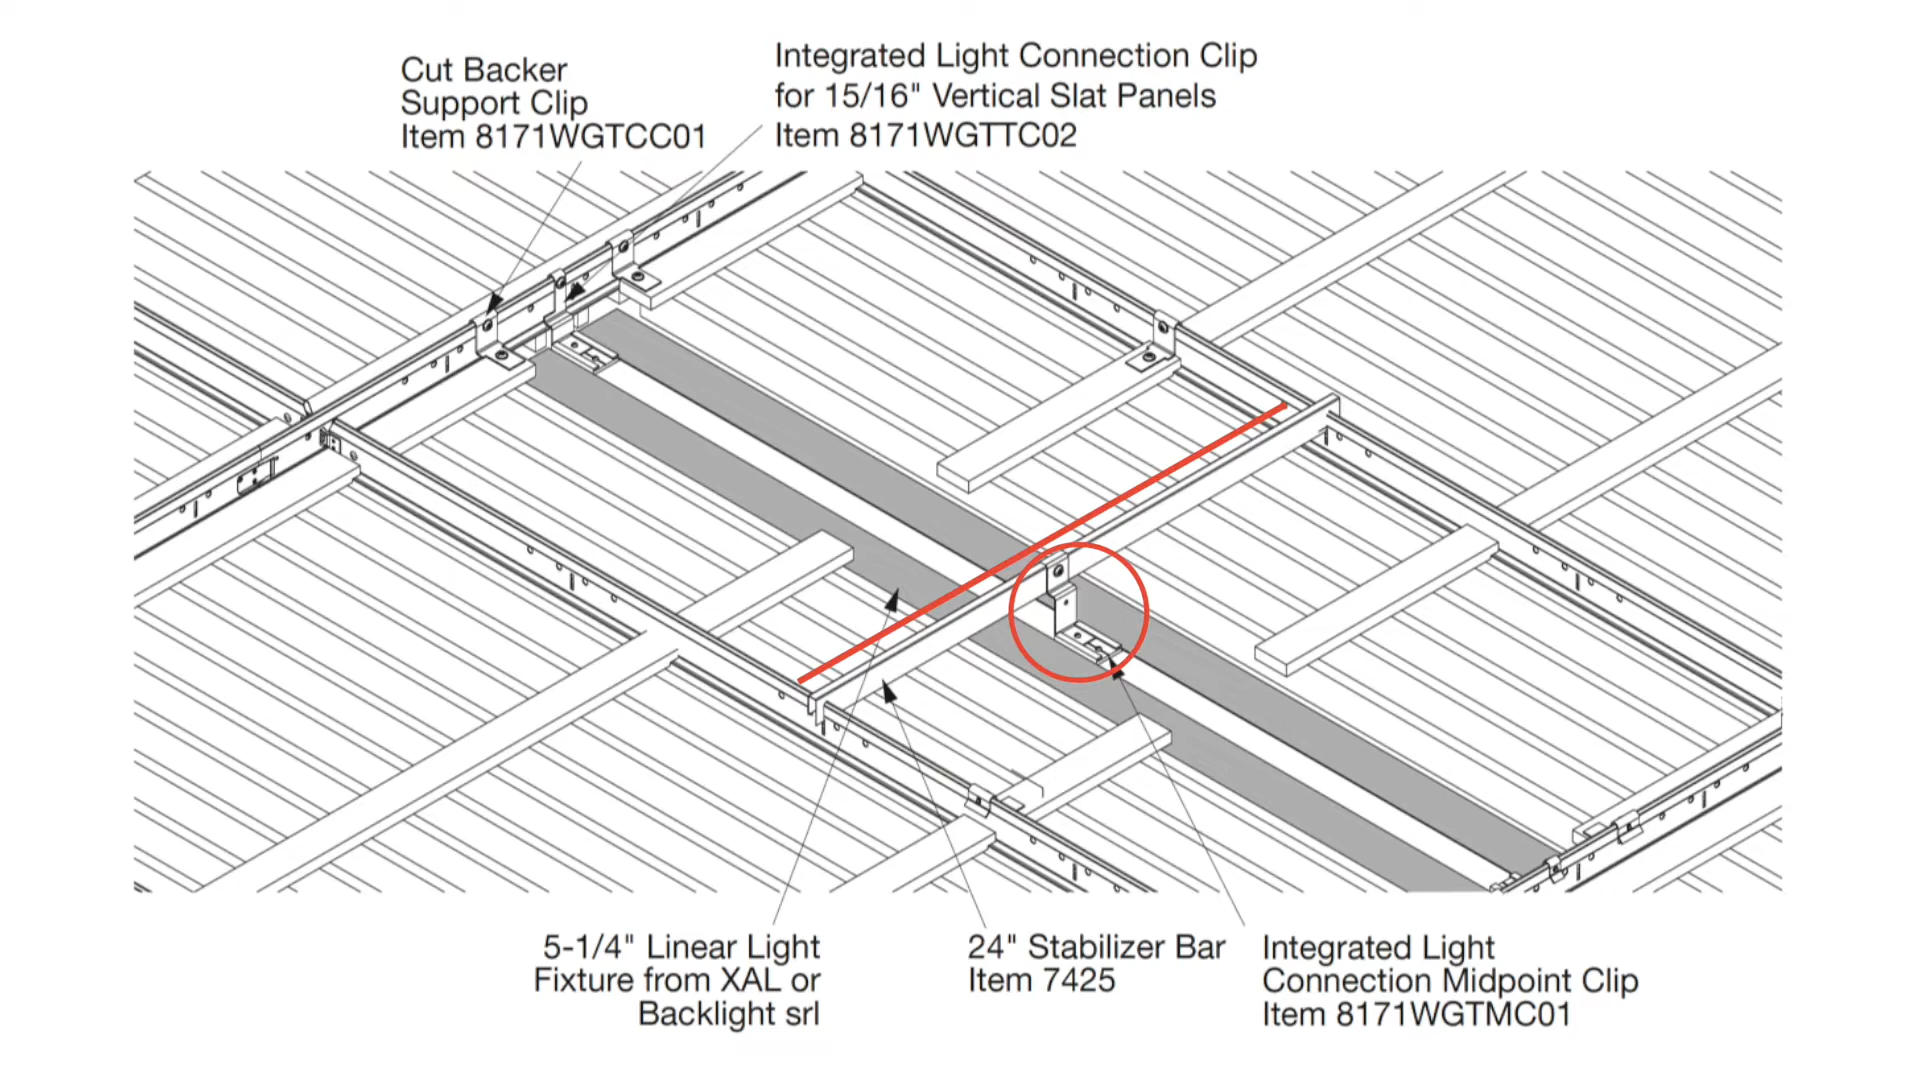 Cut Backer
Support Clip
Item 8171WGTCC01
Integrated Light Connection Clip
for 15/16" Vertical Slat Panels
Item 8171WGTTC02
5-1/4" Linear Light
Fixture from XAL or
Backlight srl
24" Stabilizer Bar
Item 7425
Integrated Light
Connection Midpoint Clip
Item 8171WGTMC01